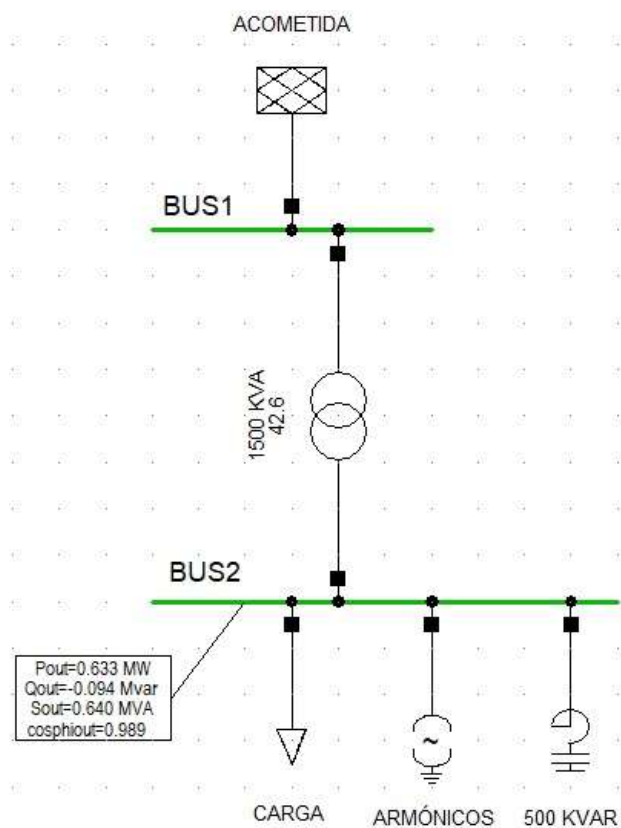 ACOMETIDA
BUS1
1500 KVA
42.6
BUS2
Pout=0.633 MW
Qout=-0.094 Mvar
Sout=0.640 MVA
cosphiout=0.989
~
CARGA
ARMÓNICOS
500 KVAR